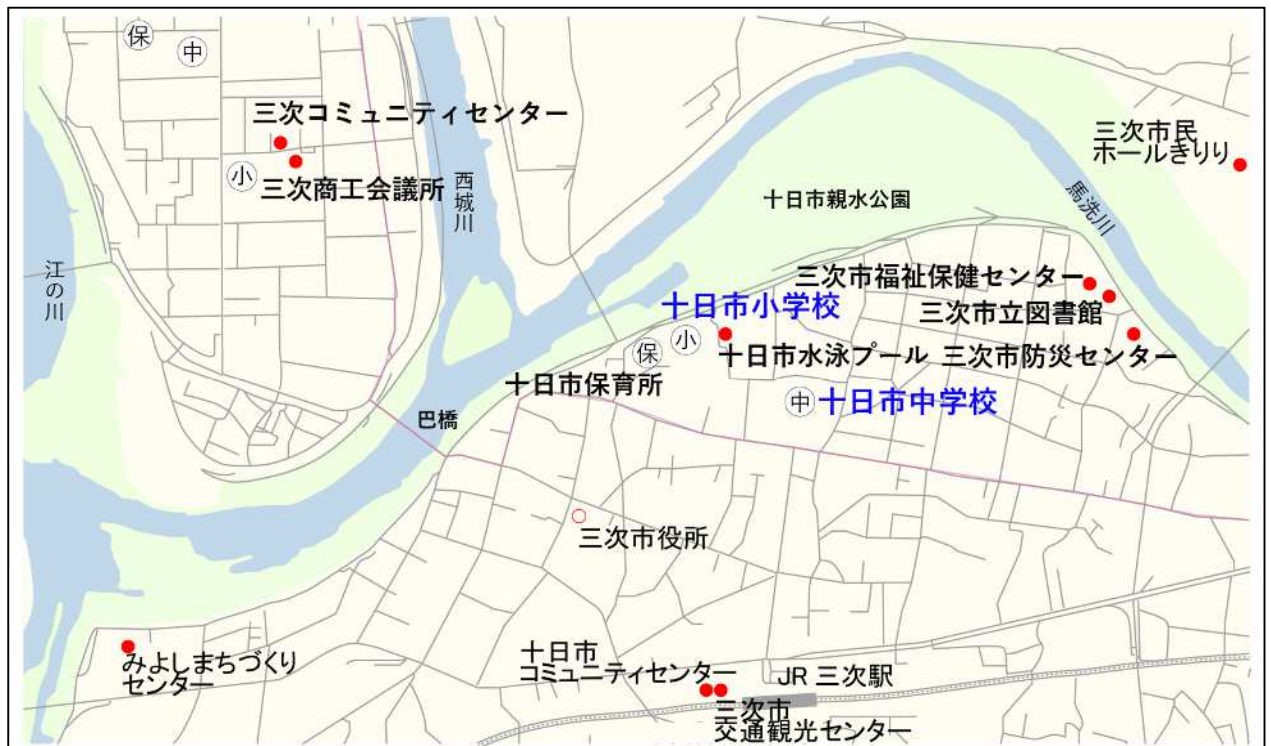 保
中
三次コミュニティセンター
小
三次商工会議所
西城川
江の川
三次市民
ホールきりり
馬洗川
十日市親水公園
三次市福祉保健センター
三次市立図書館
十日市小学校
小
保
十日市水泳プール
三次市防災センター
十日市保育所
中
十日市中学校
巴橋
三次市役所
みよしまちづくり
センター
十日市
コミュニティセンター
JR 三次駅
三次市
交通観光センター